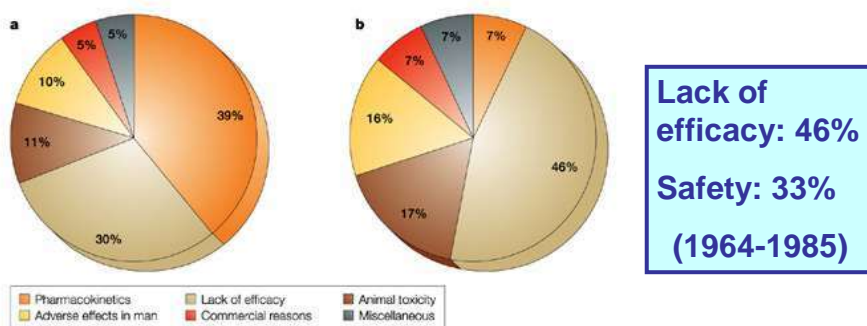 a
5%
5%
10%
39%
11%
30%
b
7%
7%
7%
16%
46%
17%
Lack of
efficacy: 46%
Safety: 33%
(1964-1985)
Pharmacokinetics
Lack of efficacy
Animal toxicity
Adverse effects in man
Commercial reasons
Miscellaneous